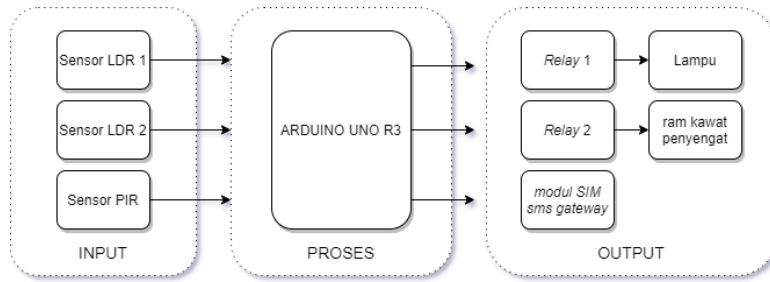 Sensor LDR 1
Sensor LDR 2
Sensor PIR
INPUT
ARDUINO UNO R3
PROSES
Relay 1
Lampu
Relay 2
ram kawat
penyengat
modul SIM
sms gateway
OUTPUT